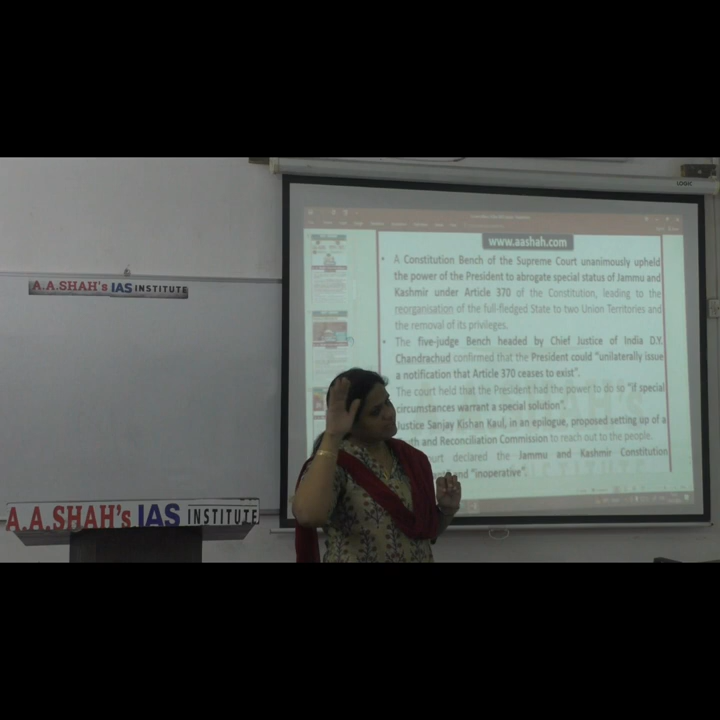 LOGIC
www.aashah.com
A.A.SHAH's IAS INSTITUTE
• A Constitution Bench of the Supreme Court unanimously upheld
the power of the President to abrogate special status of Jammu and
Kashmir under Article 370 of the Constitution, leading to the
reorganisation of the full-fledged State to two Union Territories and
the removal of its privileges.
• The five-judge Bench headed by Chief Justice of India D.Y.
Chandrachud confirmed that the President could "unilaterally issue
a notification that Article 370 ceases to exist".
The court held that the President had the power to do so "if special
circumstances warrant a special solution".
Justice Sanjay Kishan Kaul, in an epilogue, proposed setting up of a
and Reconciliation Commission to reach out to the people.
declared the Jammu and Kashmir Constitution
and "inoperative".
A.A.SHAH's IAS INSTITUTE